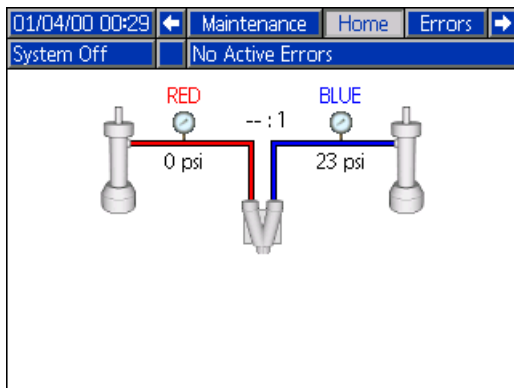 01/04/00 00:29 Maintenance Home Errors
System Off No Active Errors
RED -- : 1 BLUE
0 psi 23 psi